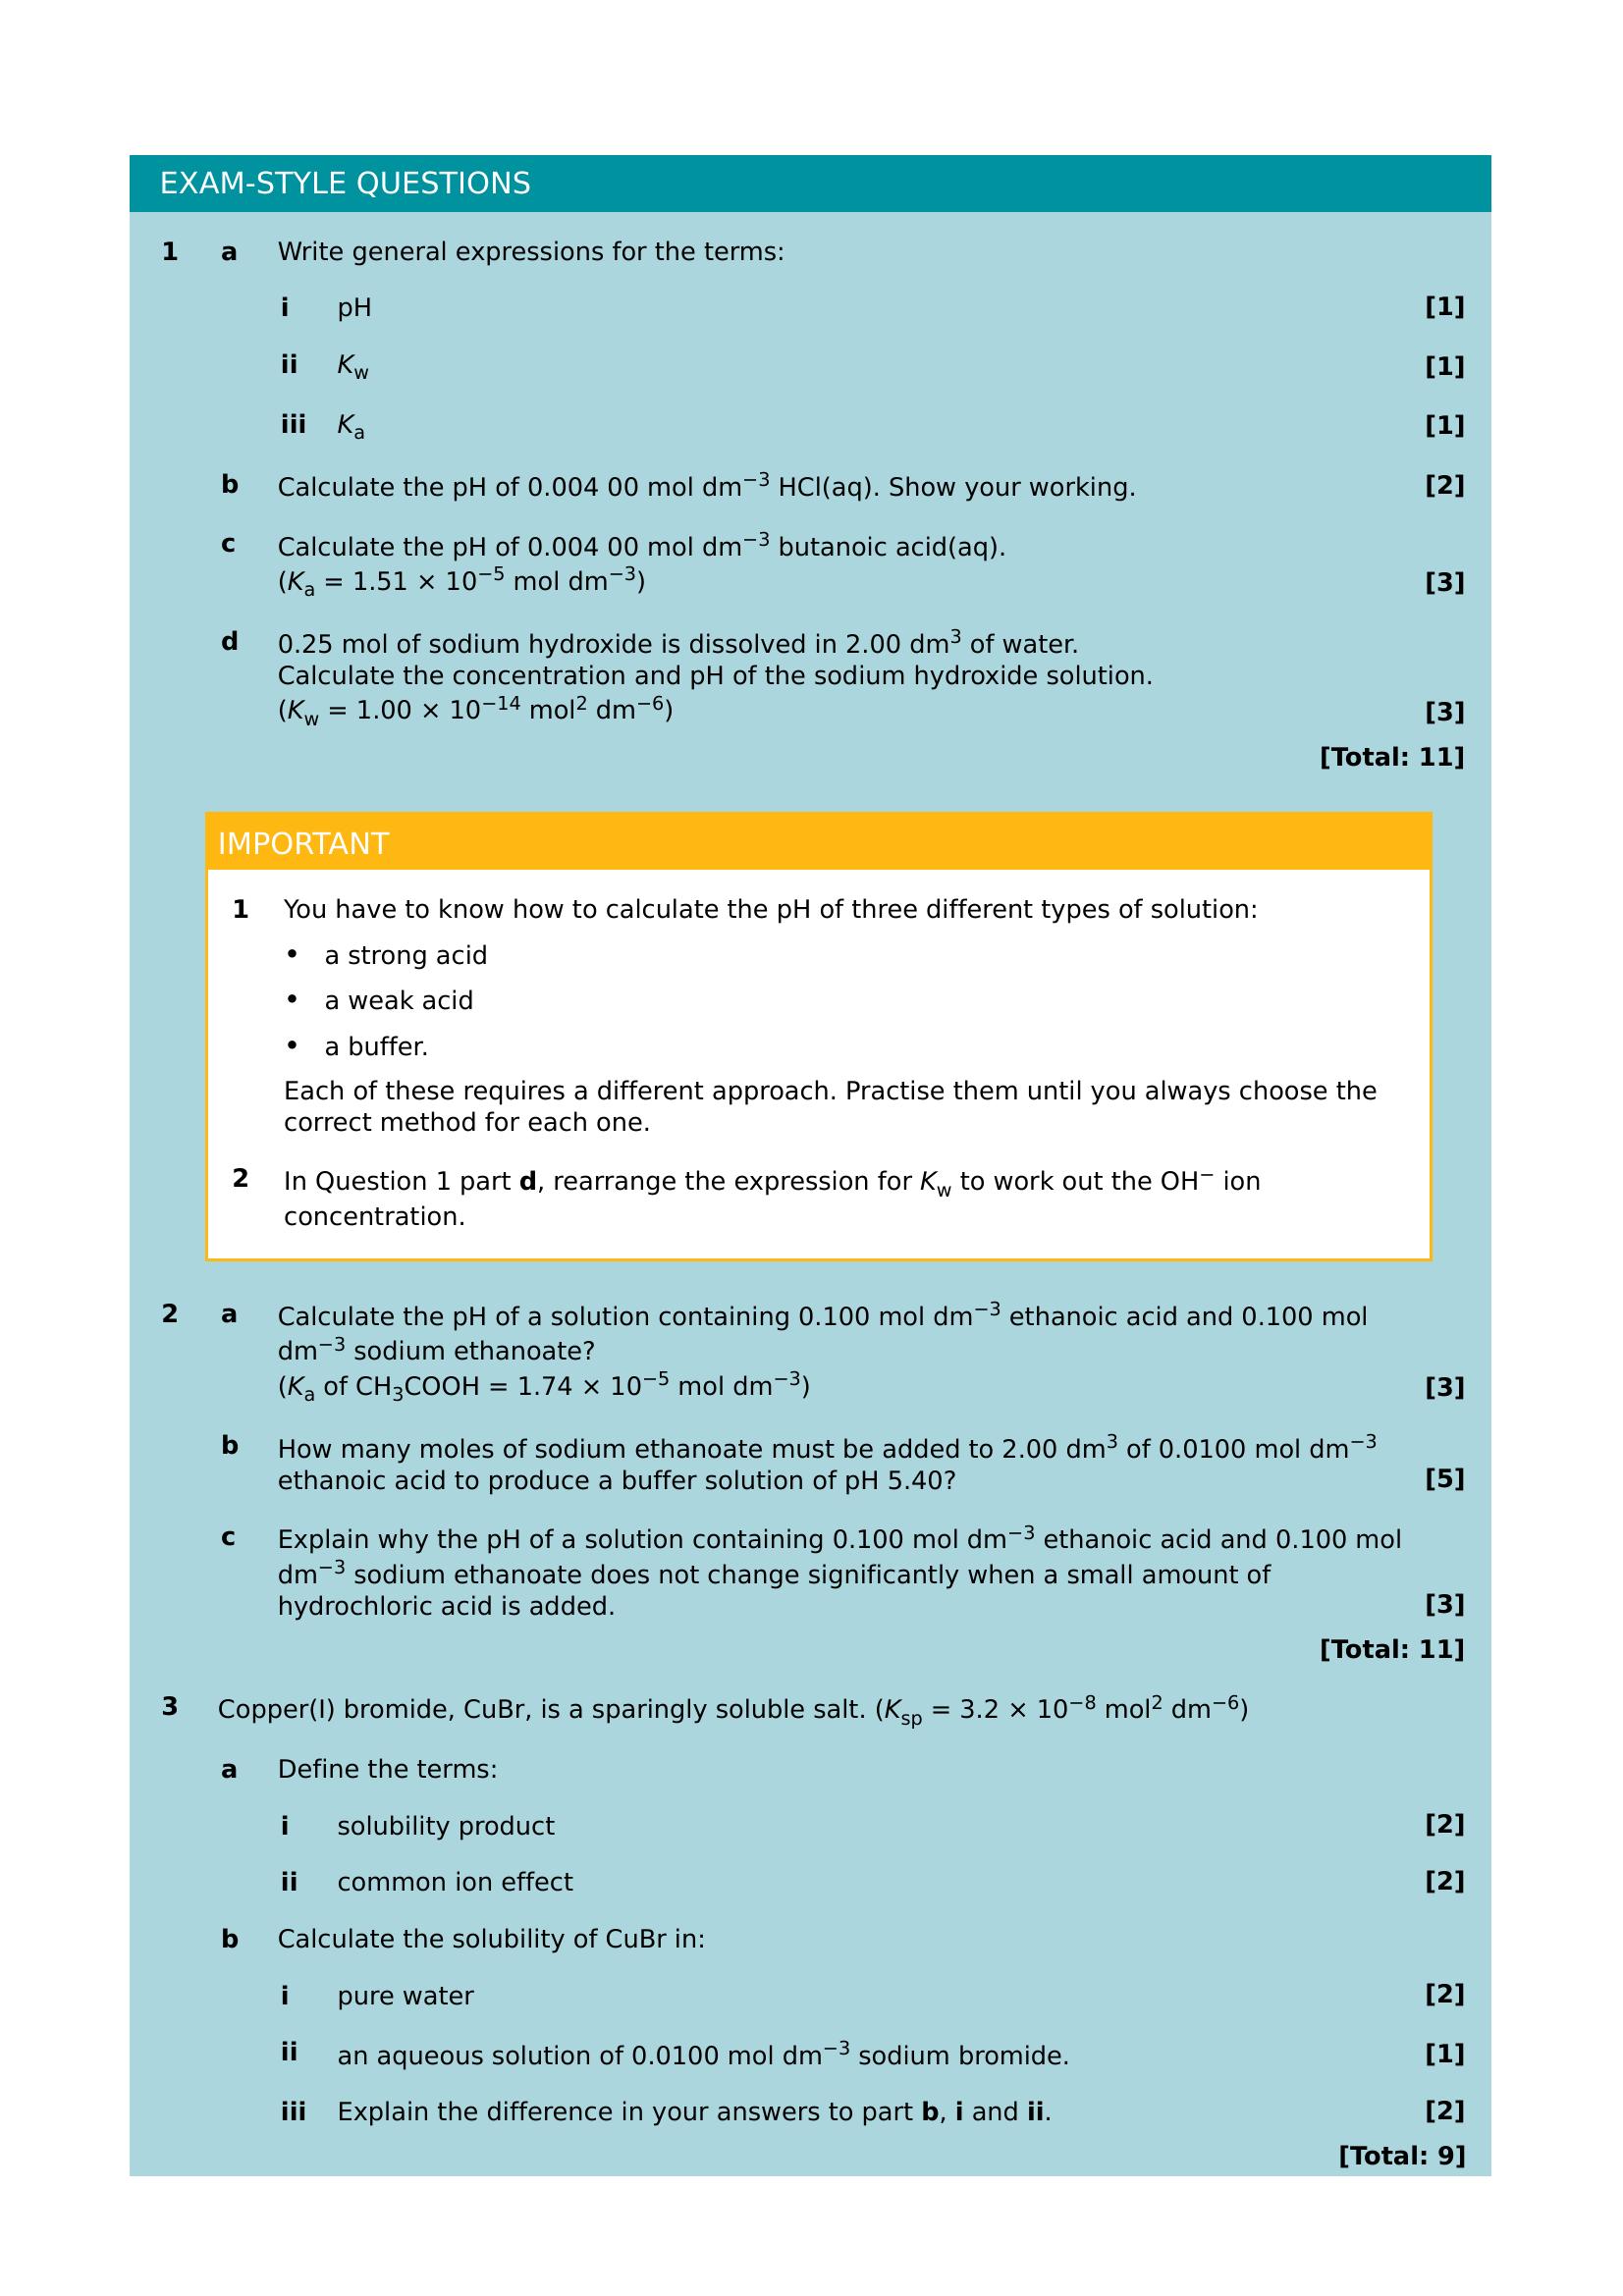 EXAM-STYLE QUESTIONS
1 a Write general expressions for the terms:
i pH [1]
ii K_w [1]
iii K_a [1]
b Calculate the pH of 0.004 00 mol dm⁻³ HCl(aq). Show your working. [2]
c Calculate the pH of 0.004 00 mol dm⁻³ butanoic acid(aq).
(Kₐ = 1.51 × 10⁻⁵ mol dm⁻³) [3]
d 0.25 mol of sodium hydroxide is dissolved in 2.00 dm³ of water.
Calculate the concentration and pH of the sodium hydroxide solution.
(K_w = 1.00 × 10⁻¹⁴ mol² dm⁻⁶) [3]
[Total: 11]
IMPORTANT
1 You have to know how to calculate the pH of three different types of solution:
• a strong acid
• a weak acid
• a buffer.
Each of these requires a different approach. Practise them until you always choose the
correct method for each one.
2 In Question 1 part d, rearrange the expression for K_w to work out the OH⁻ ion
concentration.
2 a Calculate the pH of a solution containing 0.100 mol dm⁻³ ethanoic acid and 0.100 mol
dm⁻³ sodium ethanoate?
(Kₐ of CH₃COOH = 1.74 × 10⁻⁵ mol dm⁻³) [3]
b How many moles of sodium ethanoate must be added to 2.00 dm³ of 0.0100 mol dm⁻³
ethanoic acid to produce a buffer solution of pH 5.40? [5]
c Explain why the pH of a solution containing 0.100 mol dm⁻³ ethanoic acid and 0.100 mol
dm⁻³ sodium ethanoate does not change significantly when a small amount of
hydrochloric acid is added. [3]
[Total: 11]
3 Copper(I) bromide, CuBr, is a sparingly soluble salt. (K_sp = 3.2 × 10⁻⁸ mol² dm⁻⁶)
a Define the terms:
i solubility product [2]
ii common ion effect [2]
b Calculate the solubility of CuBr in:
i pure water [2]
ii an aqueous solution of 0.0100 mol dm⁻³ sodium bromide. [1]
iii Explain the difference in your answers to part b, i and ii. [2]
[Total: 9]